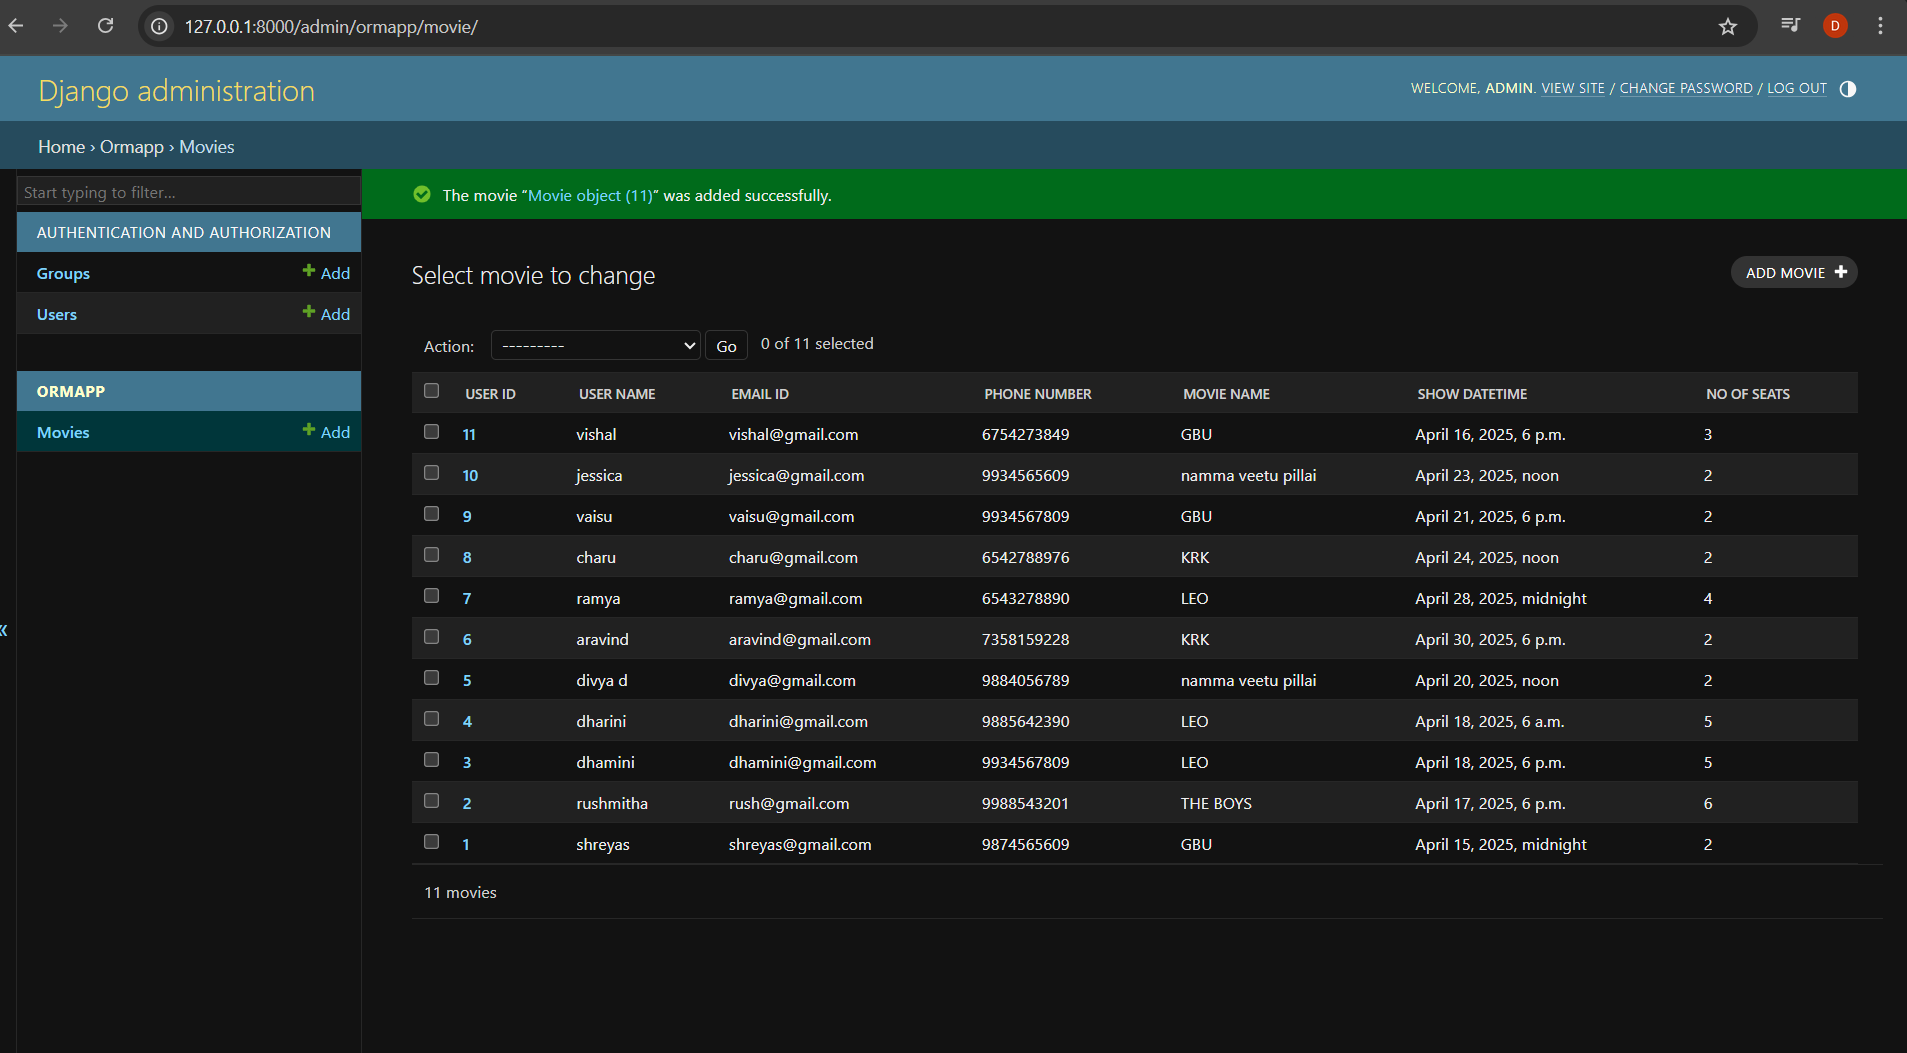 127.0.0.1:8000/admin/ormapp/movie/
D
Django administration
WELCOME, ADMIN. VIEW SITE / CHANGE PASSWORD / LOG OUT
Home › Ormapp › Movies
Start typing to filter...
AUTHENTICATION AND AUTHORIZATION
Groups + Add
Users + Add
ORMAPP
Movies + Add
«
The movie “Movie object (11)” was added successfully.
Select movie to change
ADD MOVIE +
Action: --------- Go 0 of 11 selected
USER ID USER NAME EMAIL ID PHONE NUMBER MOVIE NAME SHOW DATETIME NO OF SEATS
11 vishal vishal@gmail.com 6754273849 GBU April 16, 2025, 6 p.m. 3
10 jessica jessica@gmail.com 9934565609 namma veetu pillai April 23, 2025, noon 2
9 vaisu vaisu@gmail.com 9934567809 GBU April 21, 2025, 6 p.m. 2
8 charu charu@gmail.com 6542788976 KRK April 24, 2025, noon 2
7 ramya ramya@gmail.com 6543278890 LEO April 28, 2025, midnight 4
6 aravind aravind@gmail.com 7358159228 KRK April 30, 2025, 6 p.m. 2
5 divya d divya@gmail.com 9884056789 namma veetu pillai April 20, 2025, noon 2
4 dharini dharini@gmail.com 9885642390 LEO April 18, 2025, 6 a.m. 5
3 dhamini dhamini@gmail.com 9934567809 LEO April 18, 2025, 6 p.m. 5
2 rushmitha rush@gmail.com 9988543201 THE BOYS April 17, 2025, 6 p.m. 6
1 shreyas shreyas@gmail.com 9874565609 GBU April 15, 2025, midnight 2
11 movies